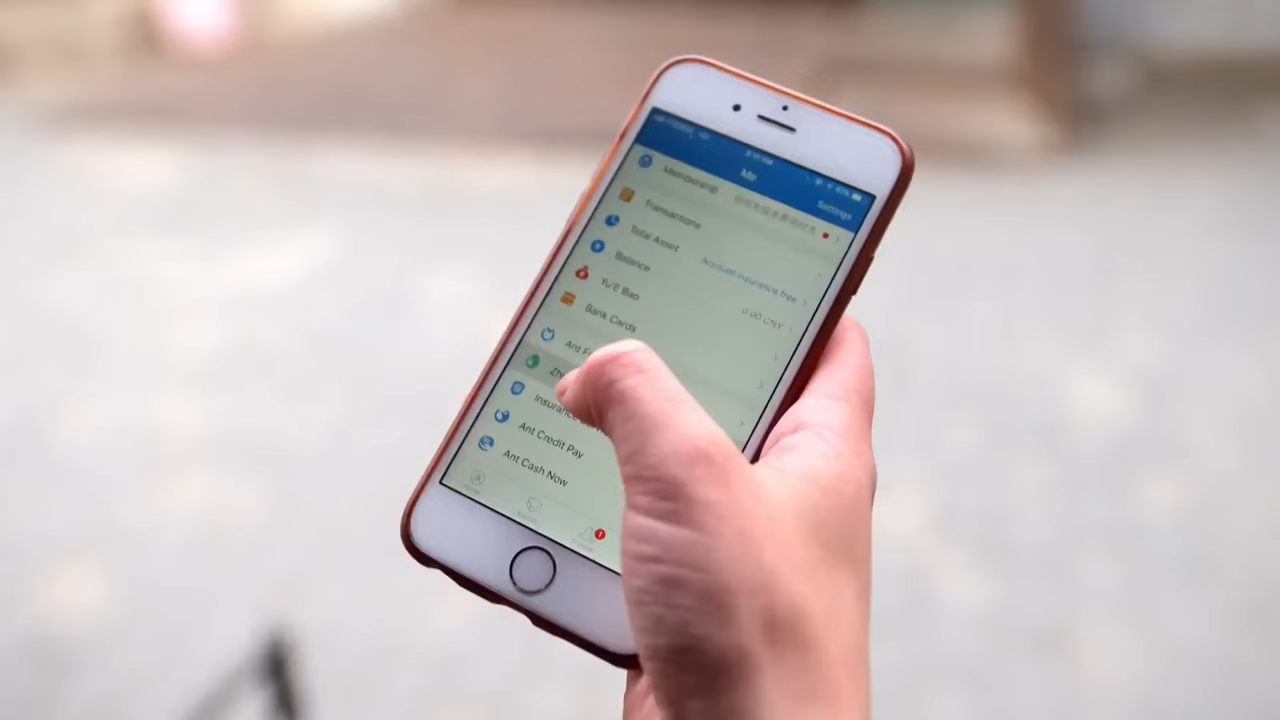 Me
Settings
Membership
Transactions
Total Asset
Account insurance free
Balance
0.00 CNY
Yu'E Bao
Bank Cards
Ant
Insurance
Ant Credit Pay
Ant Cash Now
1